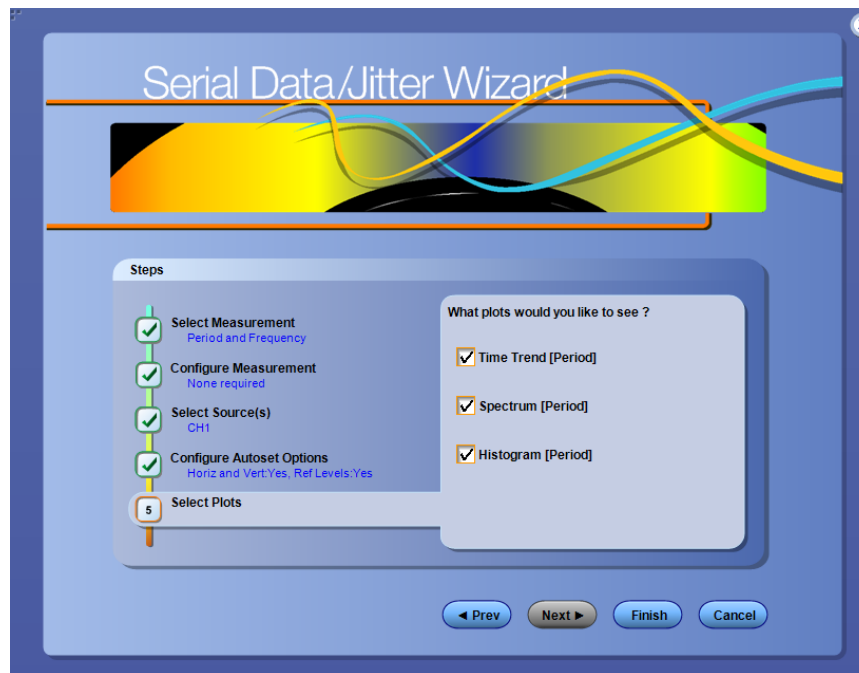 Serial Data/Jitter Wizard
Steps
Select Measurement
Period and Frequency
Configure Measurement
None required
Select Source(s)
CH1
Configure Autoset Options
Horiz and Vert:Yes, Ref Levels:Yes
5
Select Plots
What plots would you like to see ?
Time Trend [Period]
Spectrum [Period]
Histogram [Period]
◄ Prev
Next ►
Finish
Cancel